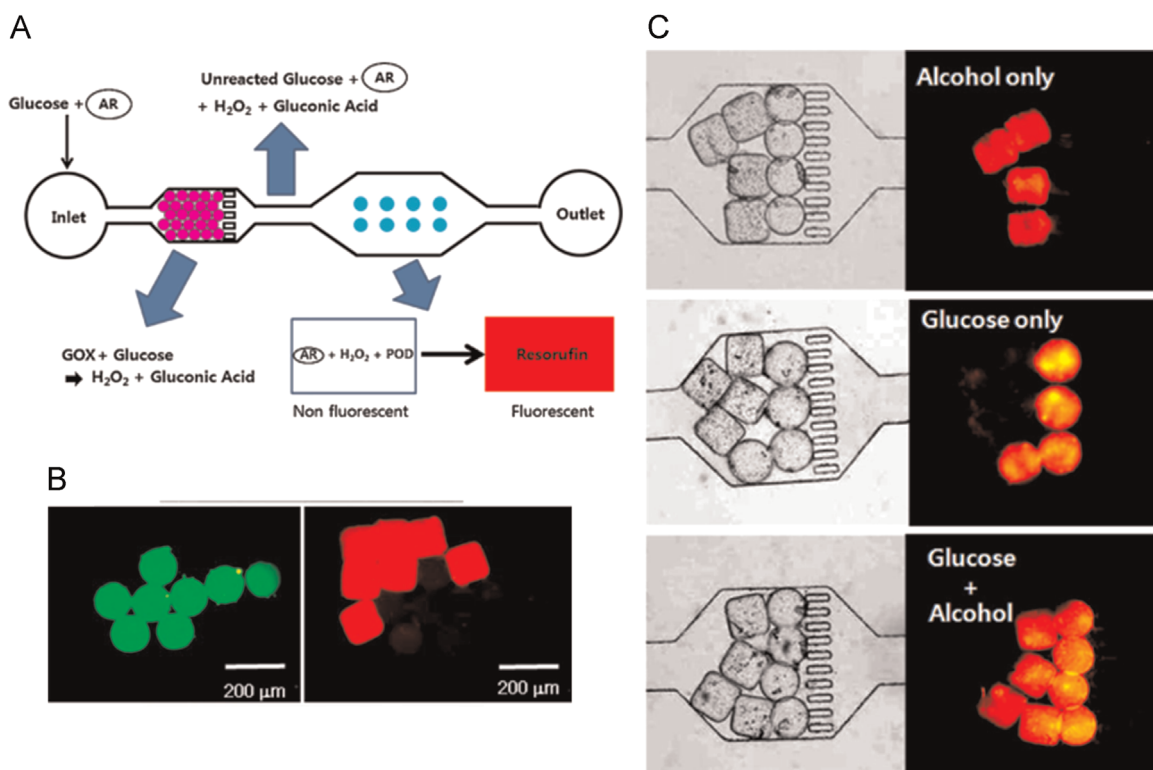 A
Unreacted Glucose + AR
+ H₂O₂ + Gluconic Acid
Glucose + AR
Inlet
Outlet
GOX + Glucose
➡ H₂O₂ + Gluconic Acid
AR + H₂O₂ + POD
Resorufin
Non fluorescent
Fluorescent
B
200 μm
200 μm
C
Alcohol only
Glucose only
Glucose
+
Alcohol